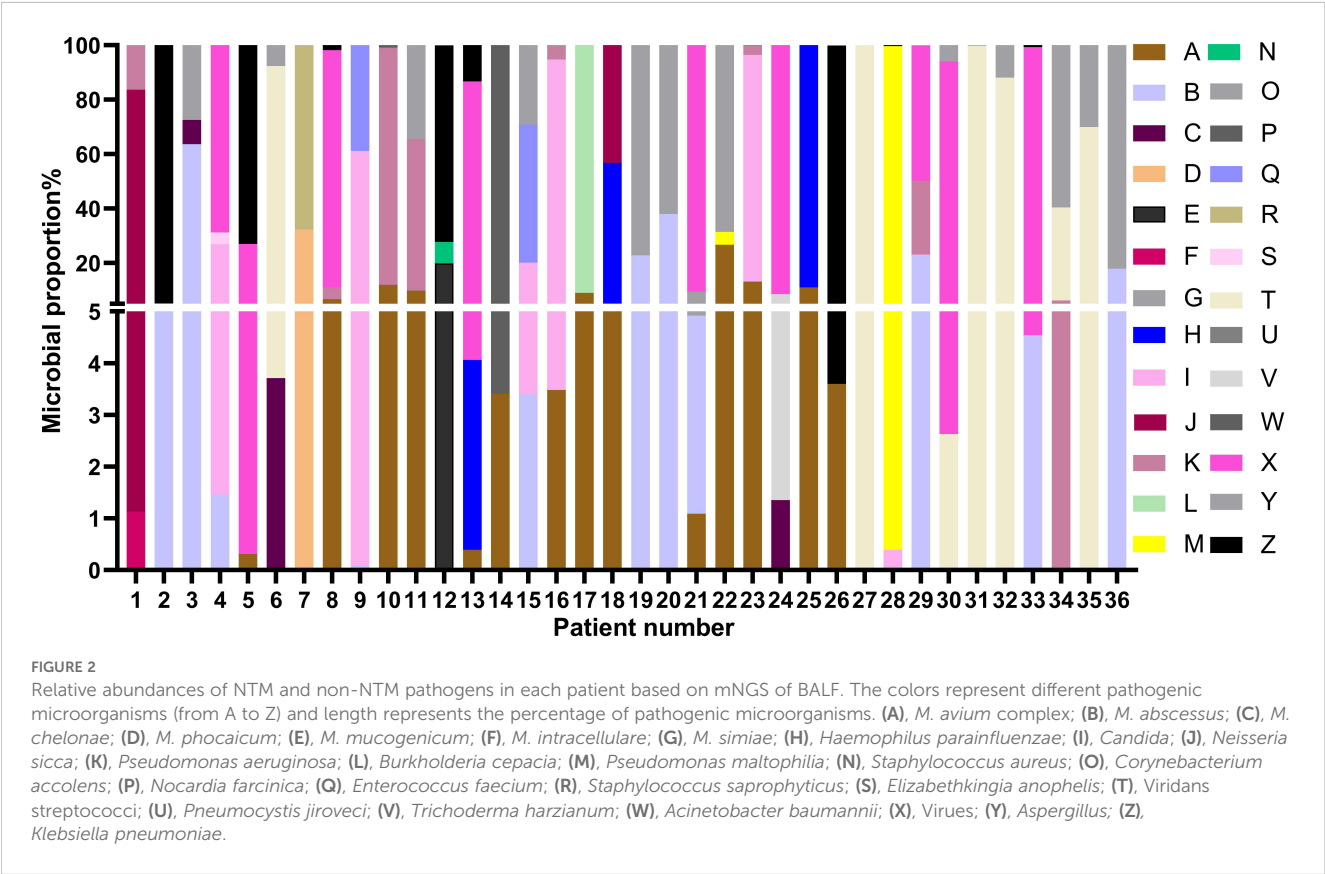 100
80
60
40
20
5
4
3
2
1
0
Microbial proportion%
1 2 3 4 5 6 7 8 9 10 11 12 13 14 15 16 17 18 19 20 21 22 23 24 25 26 27 28 29 30 31 32 33 34 35 36
Patient number
A N
B O
C P
D Q
E R
F S
G T
H U
I V
J W
K X
L Y
M Z
FIGURE 2
Relative abundances of NTM and non-NTM pathogens in each patient based on mNGS of BALF. The colors represent different pathogenic
microorganisms (from A to Z) and length represents the percentage of pathogenic microorganisms. (A), M. avium complex; (B), M. abscessus; (C), M.
chelonae; (D), M. phocaicum; (E), M. mucogenicum; (F), M. intracellulare; (G), M. simiae; (H), Haemophilus parainfluenzae; (I), Candida; (J), Neisseria
sicca; (K), Pseudomonas aeruginosa; (L), Burkholderia cepacia; (M), Pseudomonas maltophilia; (N), Staphylococcus aureus; (O), Corynebacterium
accolens; (P), Nocardia farcinica; (Q), Enterococcus faecium; (R), Staphylococcus saprophyticus; (S), Elizabethkingia anophelis; (T), Viridans
streptococci; (U), Pneumocystis jiroveci; (V), Trichoderma harzianum; (W), Acinetobacter baumannii; (X), Virues; (Y), Aspergillus; (Z),
Klebsiella pneumoniae.